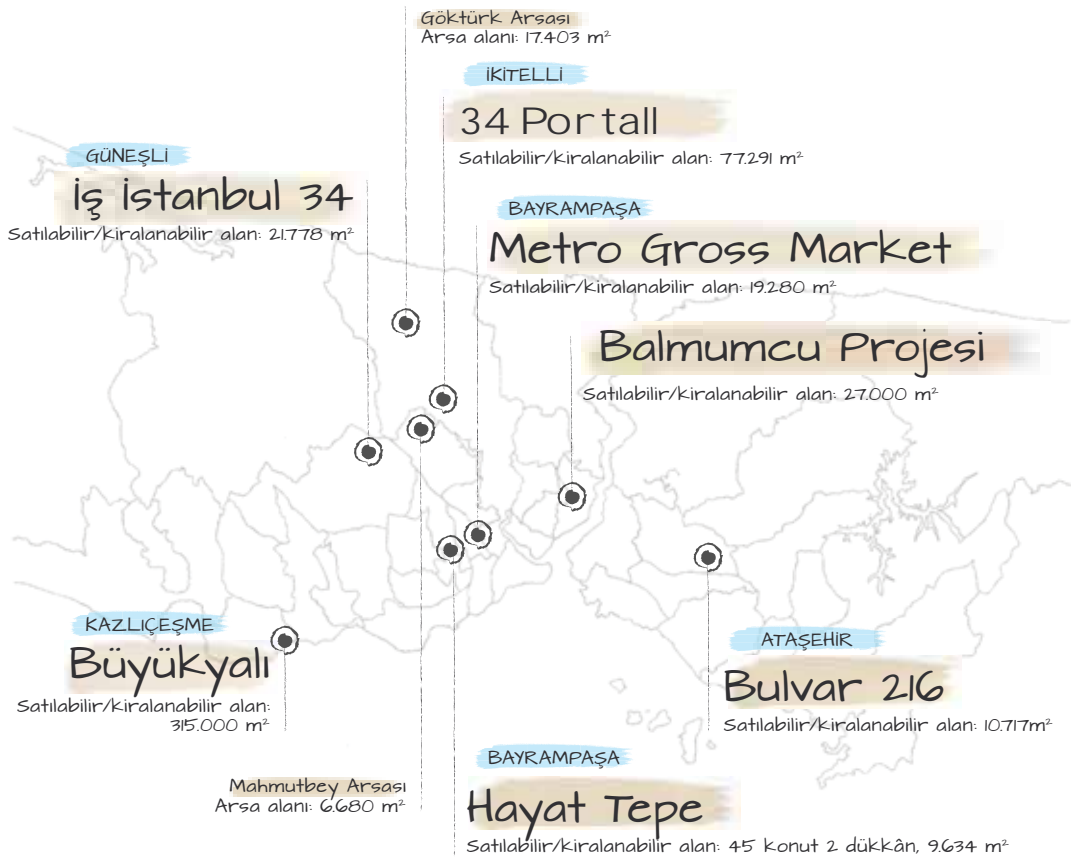 Göktürk Arsası
Arsa alanı: 17.403 m²
İKİTELLİ
34 Portall
Satılabilir/kiralanabilir alan: 77.291 m²
GÜNEŞLİ
İş İstanbul 34
Satılabilir/kiralanabilir alan: 21.778 m²
BAYRAMPAŞA
Metro Gross Market
Satılabilir/kiralanabilir alan: 19.280 m²
Balmumcu Projesi
Satılabilir/kiralanabilir alan: 27.000 m²
KAZLIÇEŞME
Büyükyalı
Satılabilir/kiralanabilir alan:
315.000 m²
ATAŞEHİR
Bulvar 216
Satılabilir/kiralanabilir alan: 10.717m²
Mahmutbey Arsası
Arsa alanı: 6.680 m²
BAYRAMPAŞA
Hayat Tepe
Satılabilir/kiralanabilir alan: 45 konut 2 dükkân, 9.634 m²